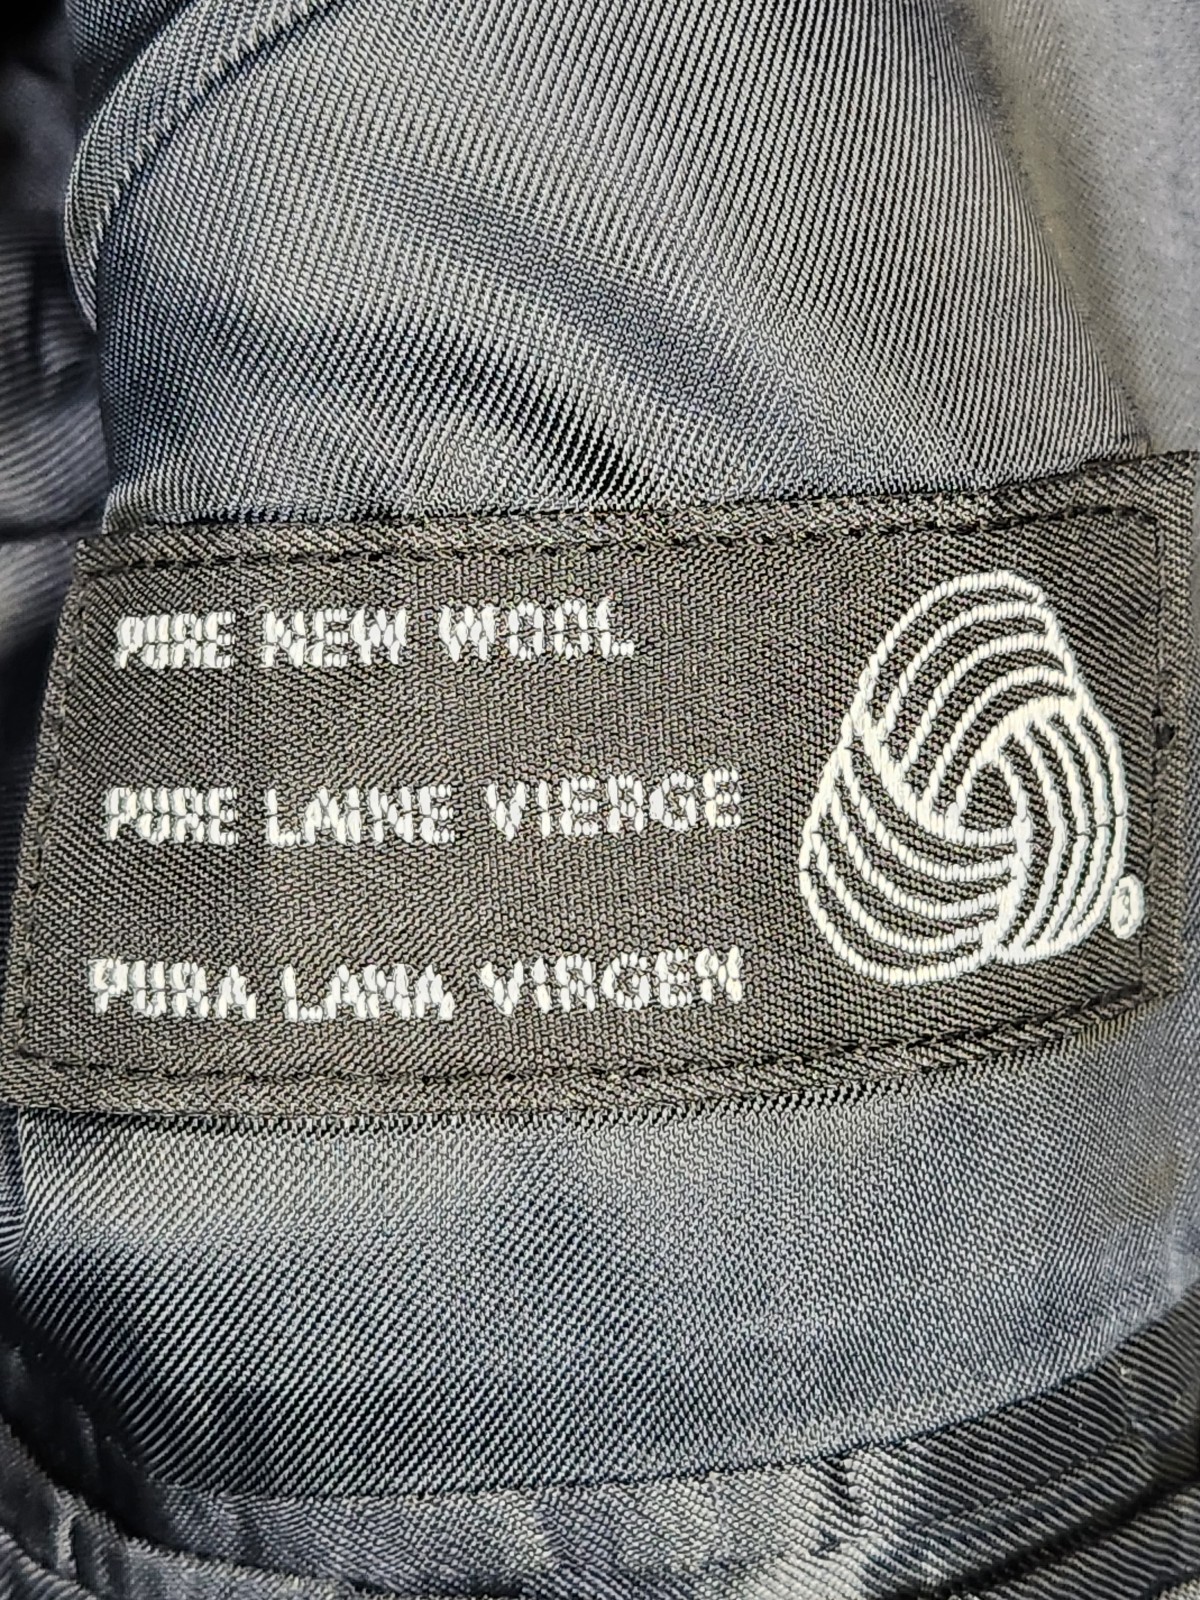 PURE NEW WOOL
PURE LAINE VIERGE
PURA LANA VIRGEN
®